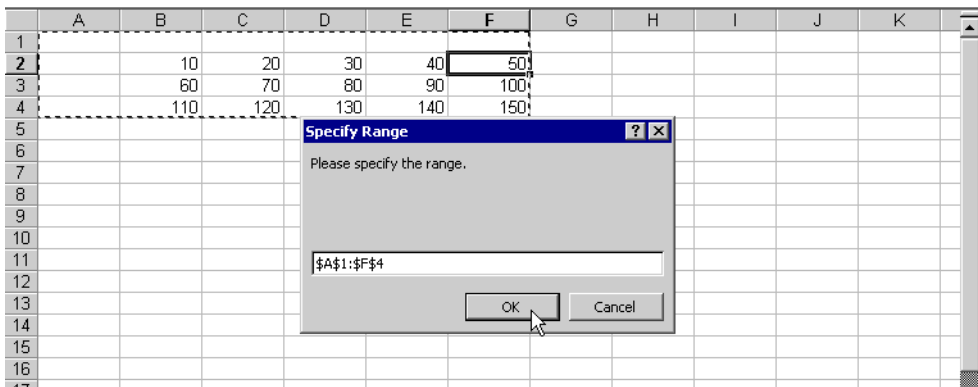 A B C D E F G H I J K
1
2 10 20 30 40 50
3 60 70 80 90 100
4 110 120 130 140 150
5 Specify Range
6
7 Please specify the range.
8
9
10
11 $A$1:$F$4
12
13 OK Cancel
14
15
16
17